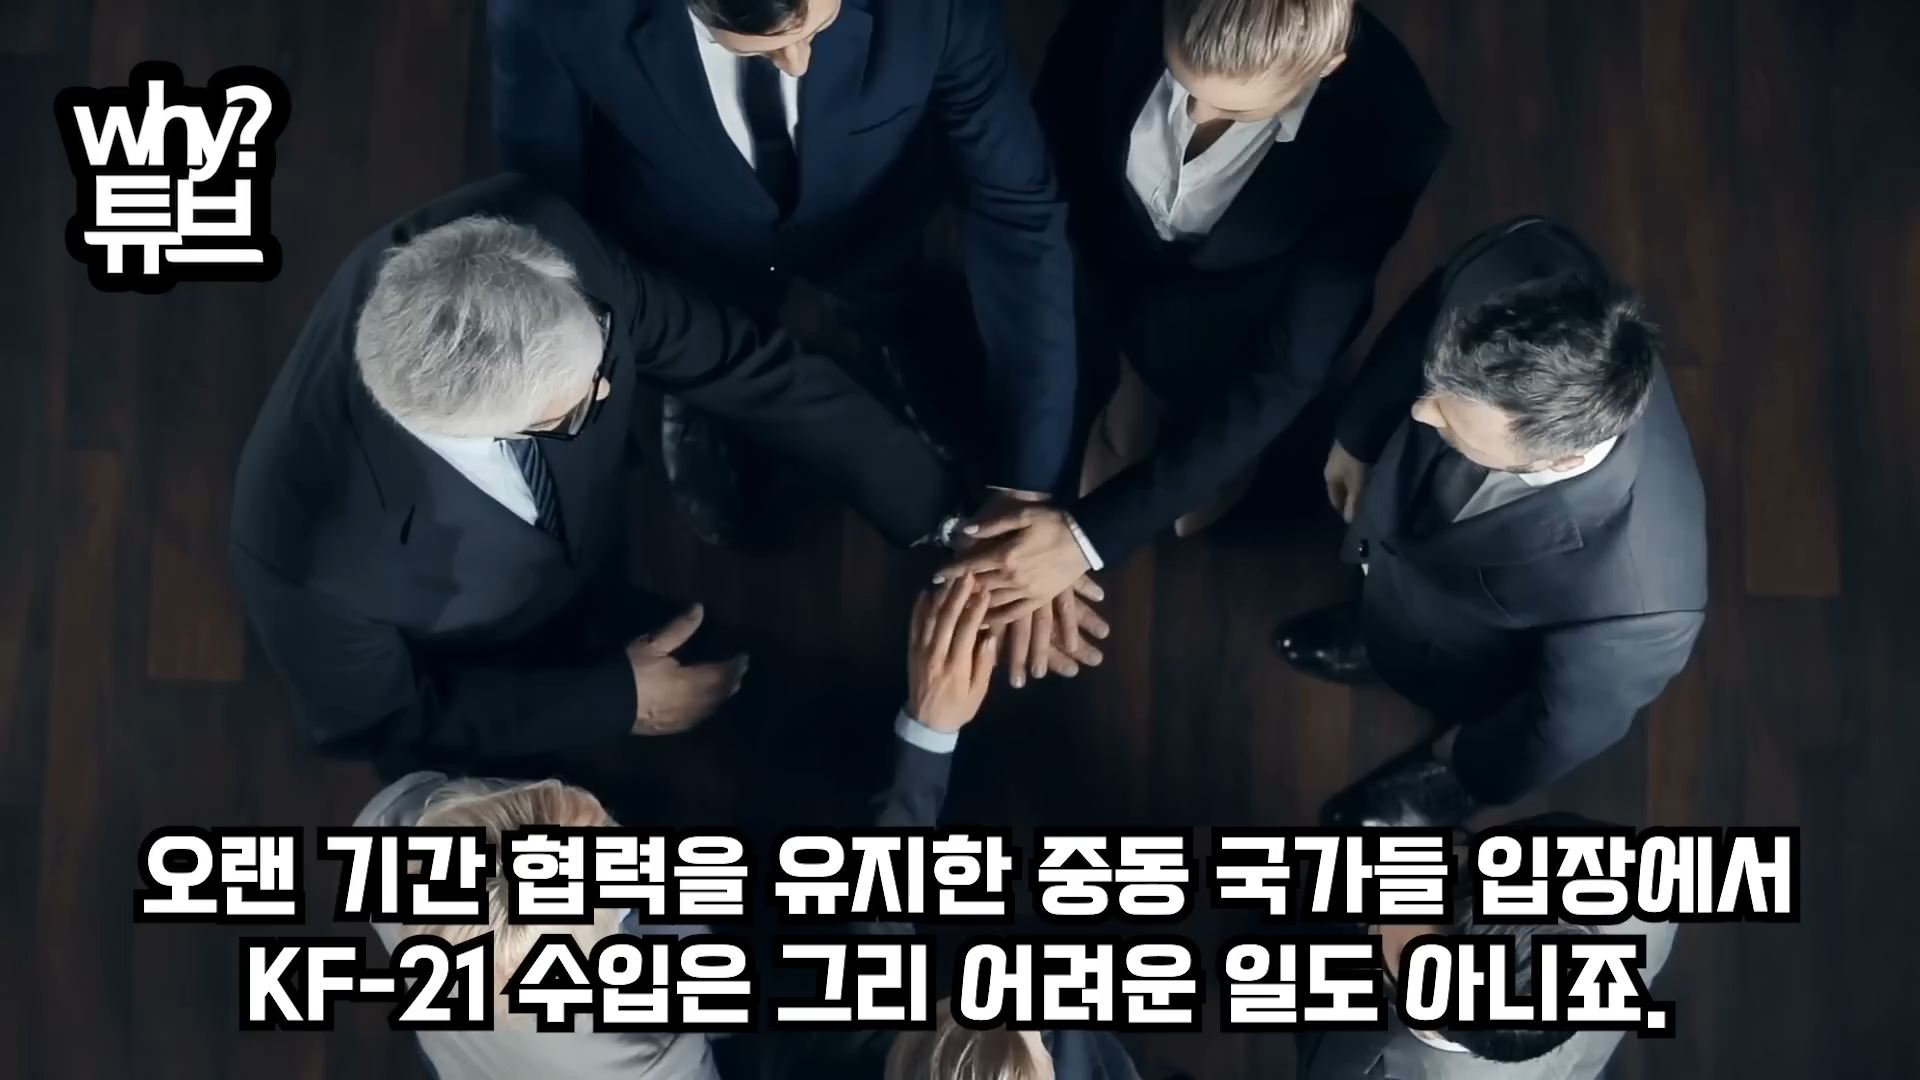 why?
튜브
오랜 기간 협력을 유지한 중동 국가들 입장에서
KF-21 수입은 그리 어려운 일도 아니죠.